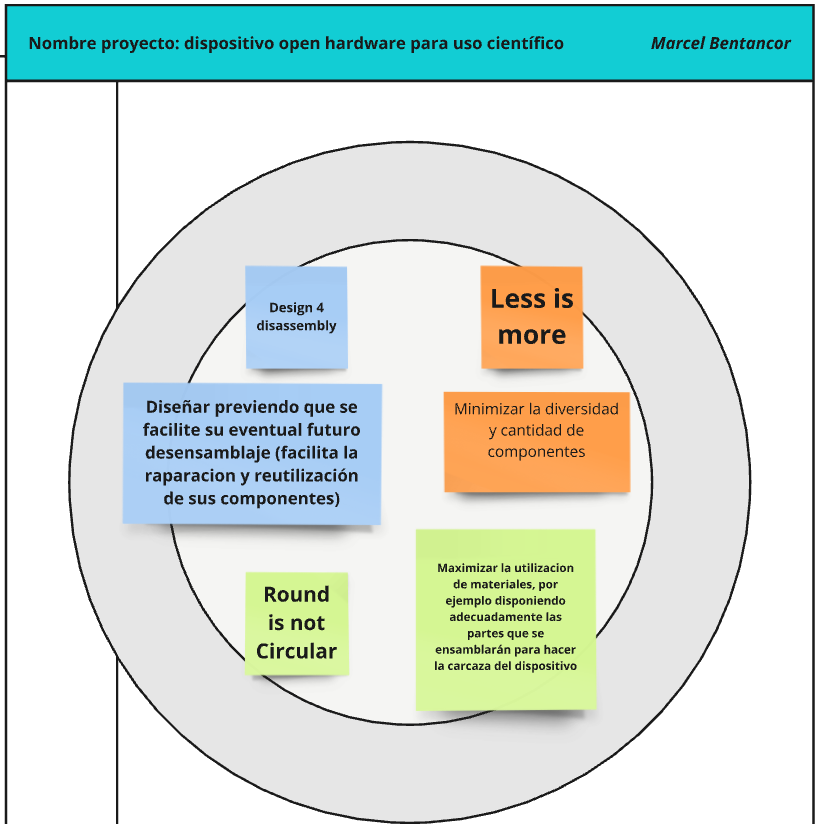 Nombre proyecto: dispositivo open hardware para uso científico
Marcel Bentancor
Design 4
disassembly
Less is
more
Diseñar previendo que se
facilite su eventual futuro
desensamblaje (facilita la
raparacion y reutilización
de sus componentes)
Minimizar la diversidad
y cantidad de
componentes
Round
is not
Circular
Maximizar la utilizacion
de materiales, por
ejemplo disponiendo
adecuadamente las
partes que se
ensamblarán para hacer
la carcaza del dispositivo